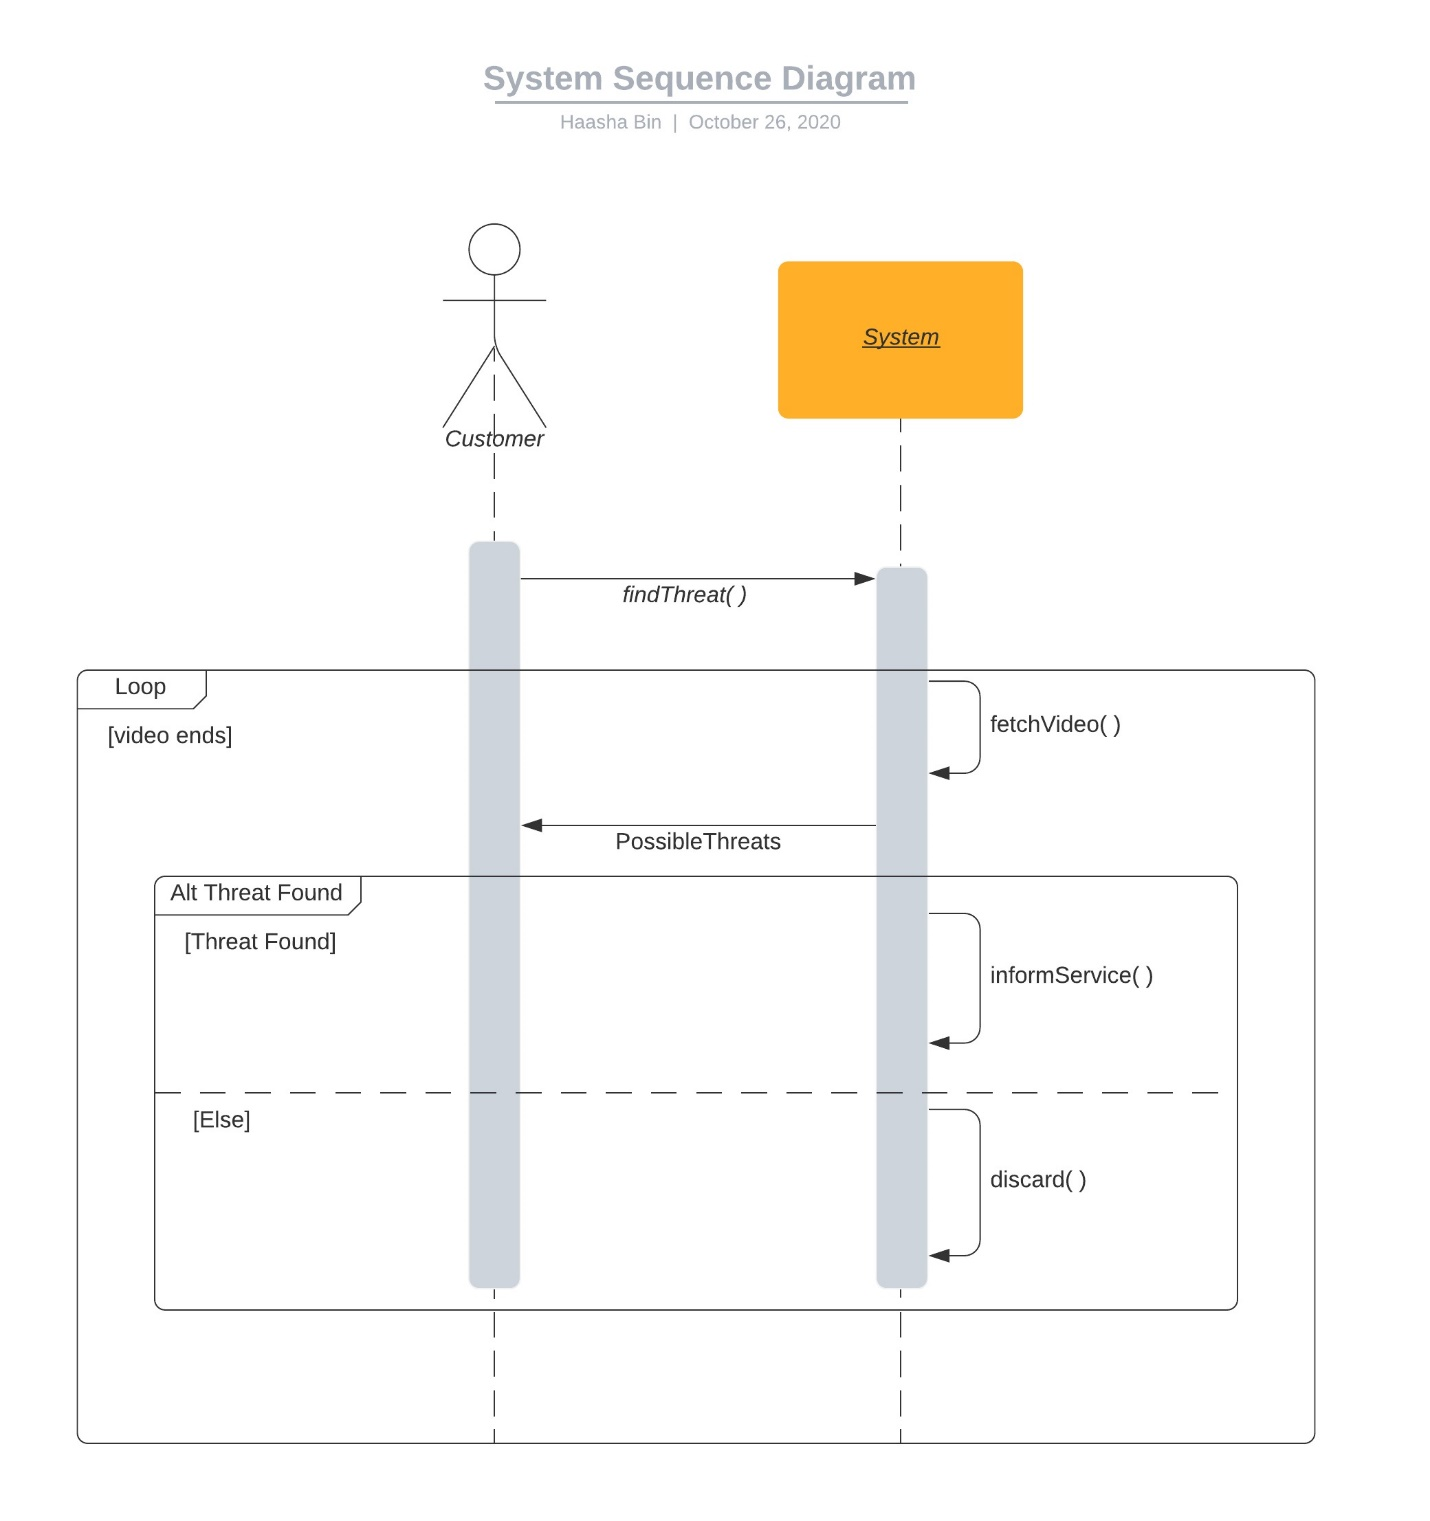 System Sequence Diagram
Haasha Bin | October 26, 2020
System
Customer
findThreat( )
Loop
[video ends]
fetchVideo( )
PossibleThreats
Alt Threat Found
[Threat Found]
informService( )
[Else]
discard( )